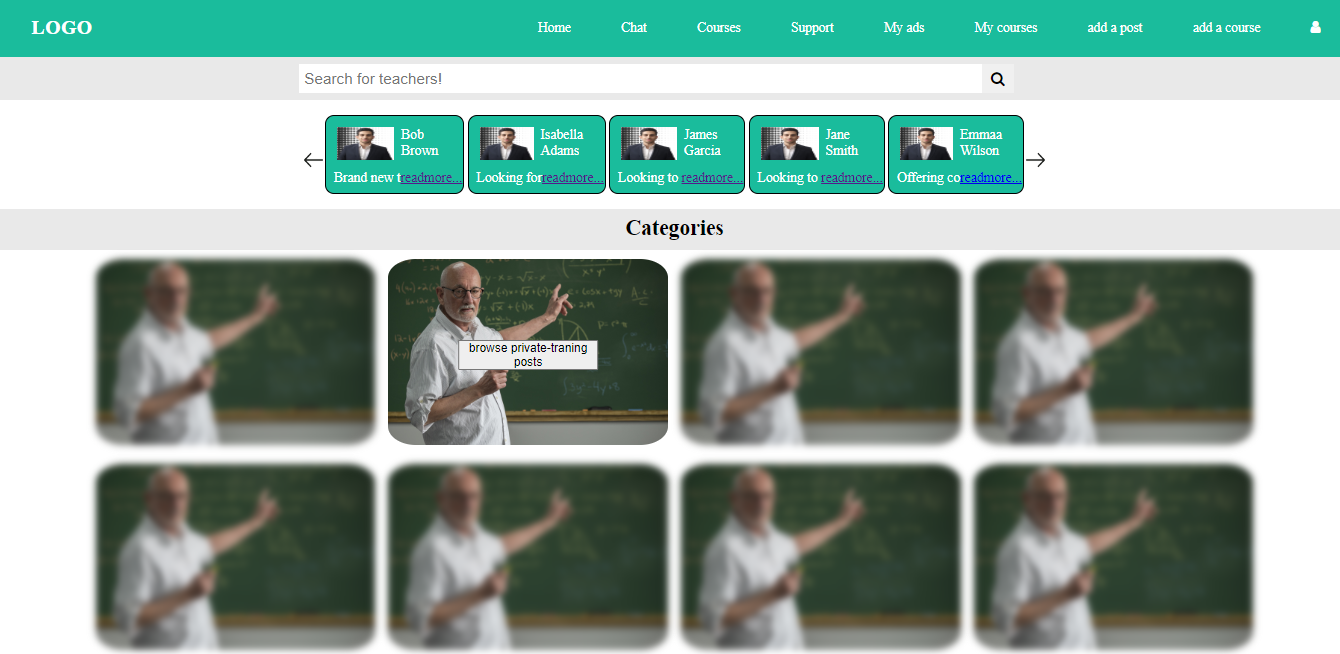 LOGO Home Chat Courses Support My ads My courses add a post add a course
Search for teachers!
Bob Brown
Isabella Adams
James Garcia
Jane Smith
Emmaa Wilson
Brand new t readmore...
Looking for readmore...
Looking to readmore...
Looking to readmore...
Offering co readmore...
Categories
browse private-traning
posts